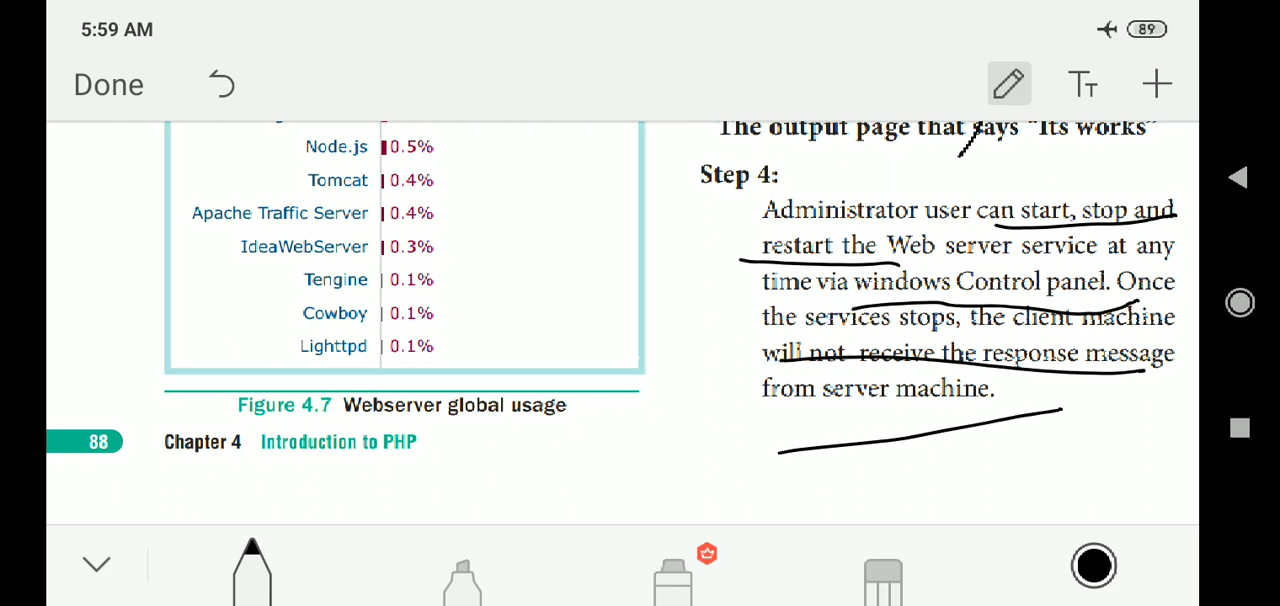 5:59 AM
89
Done
The output page that says "Its works"
Node.js 0.5%
Tomcat 0.4%
Apache Traffic Server 0.4%
IdeaWebServer 0.3%
Tengine 0.1%
Cowboy 0.1%
Lighttpd 0.1%
Figure 4.7 Webserver global usage
88 Chapter 4 Introduction to PHP
Step 4:
Administrator user can start, stop and
restart the Web server service at any
time via windows Control panel. Once
the services stops, the client machine
will not receive the response message
from server machine.